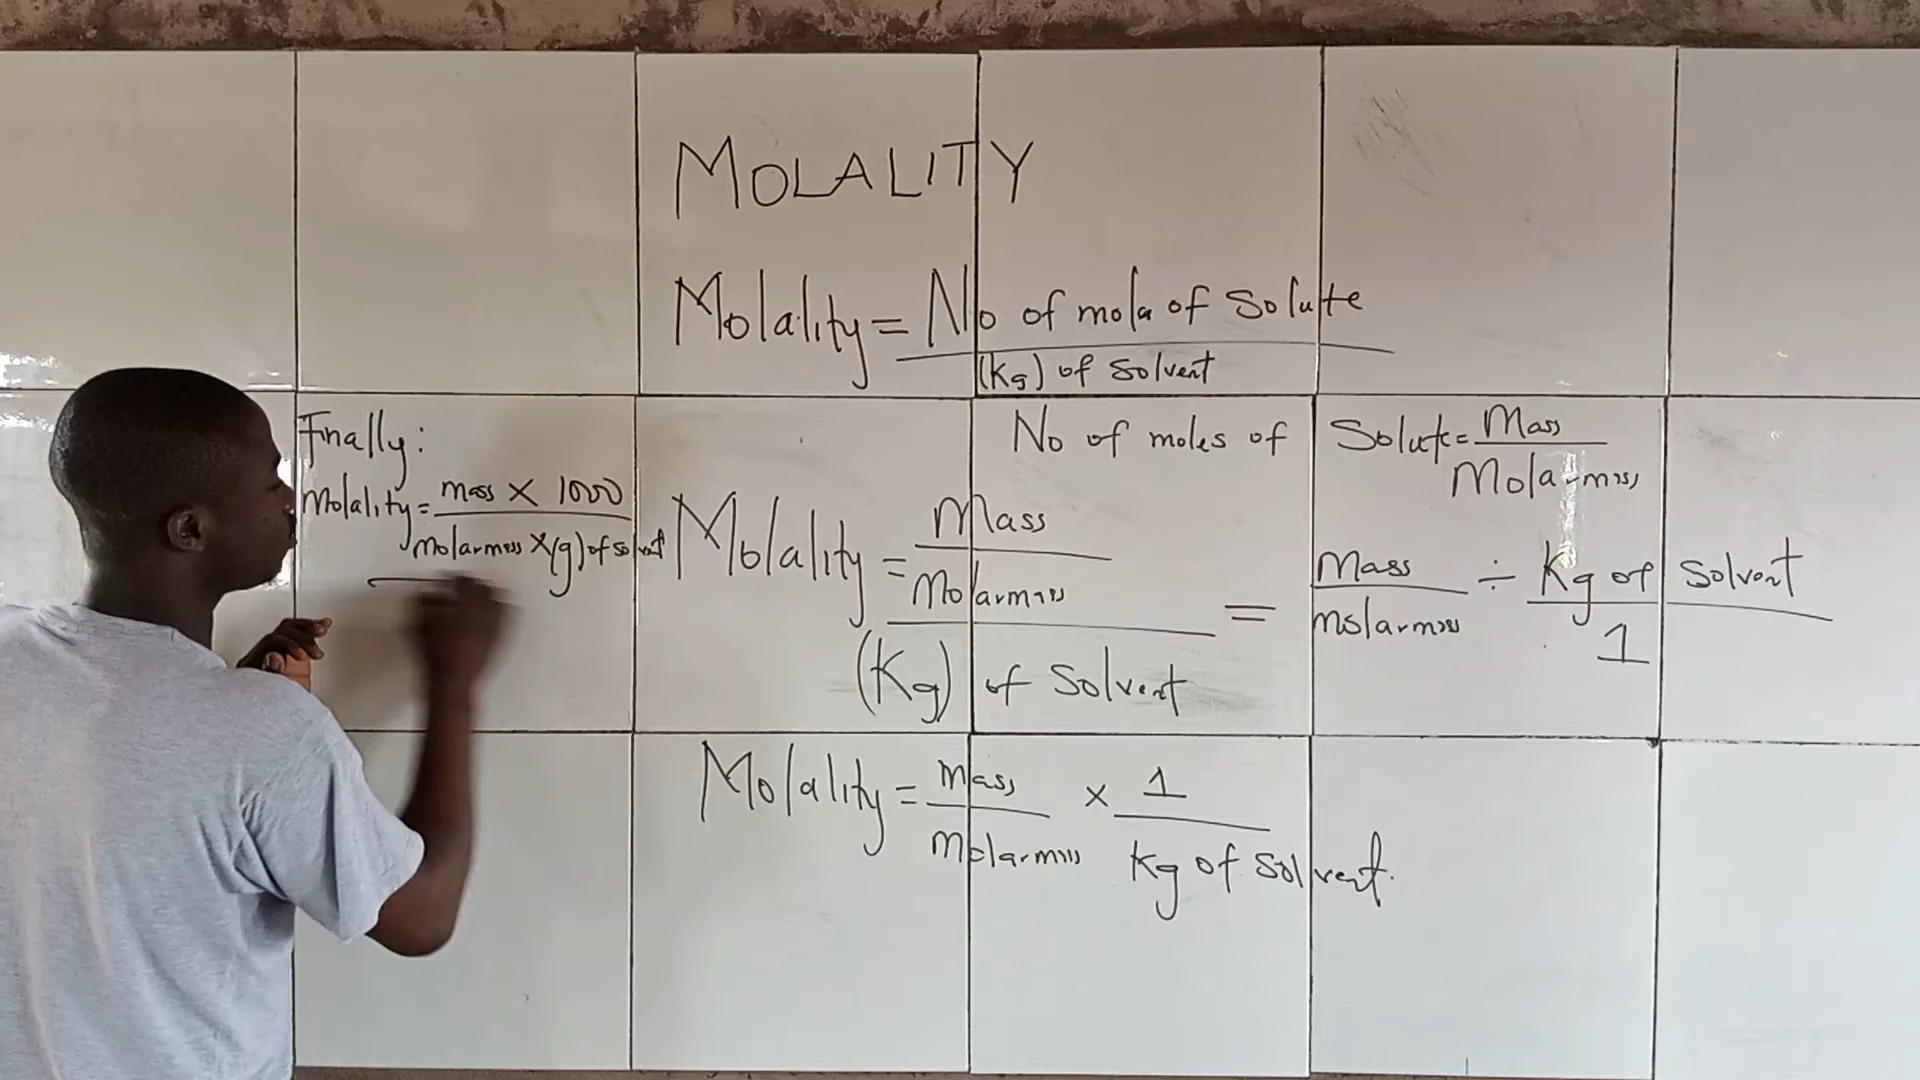 MOLALITY
Molality = No of mola of Solute
(kg) of Solvent
No of moles of Solute = Mass
Molarmass
Finally:
Molality = mass × 1000
Molarmass × (g) of solvent
Molality = Mass
Molarmass
(Kg) of Solvent
= Mass ÷ Kg of Solvent
molarmass 1
Molality = mass × 1
Molarmass Kg of Solvent.